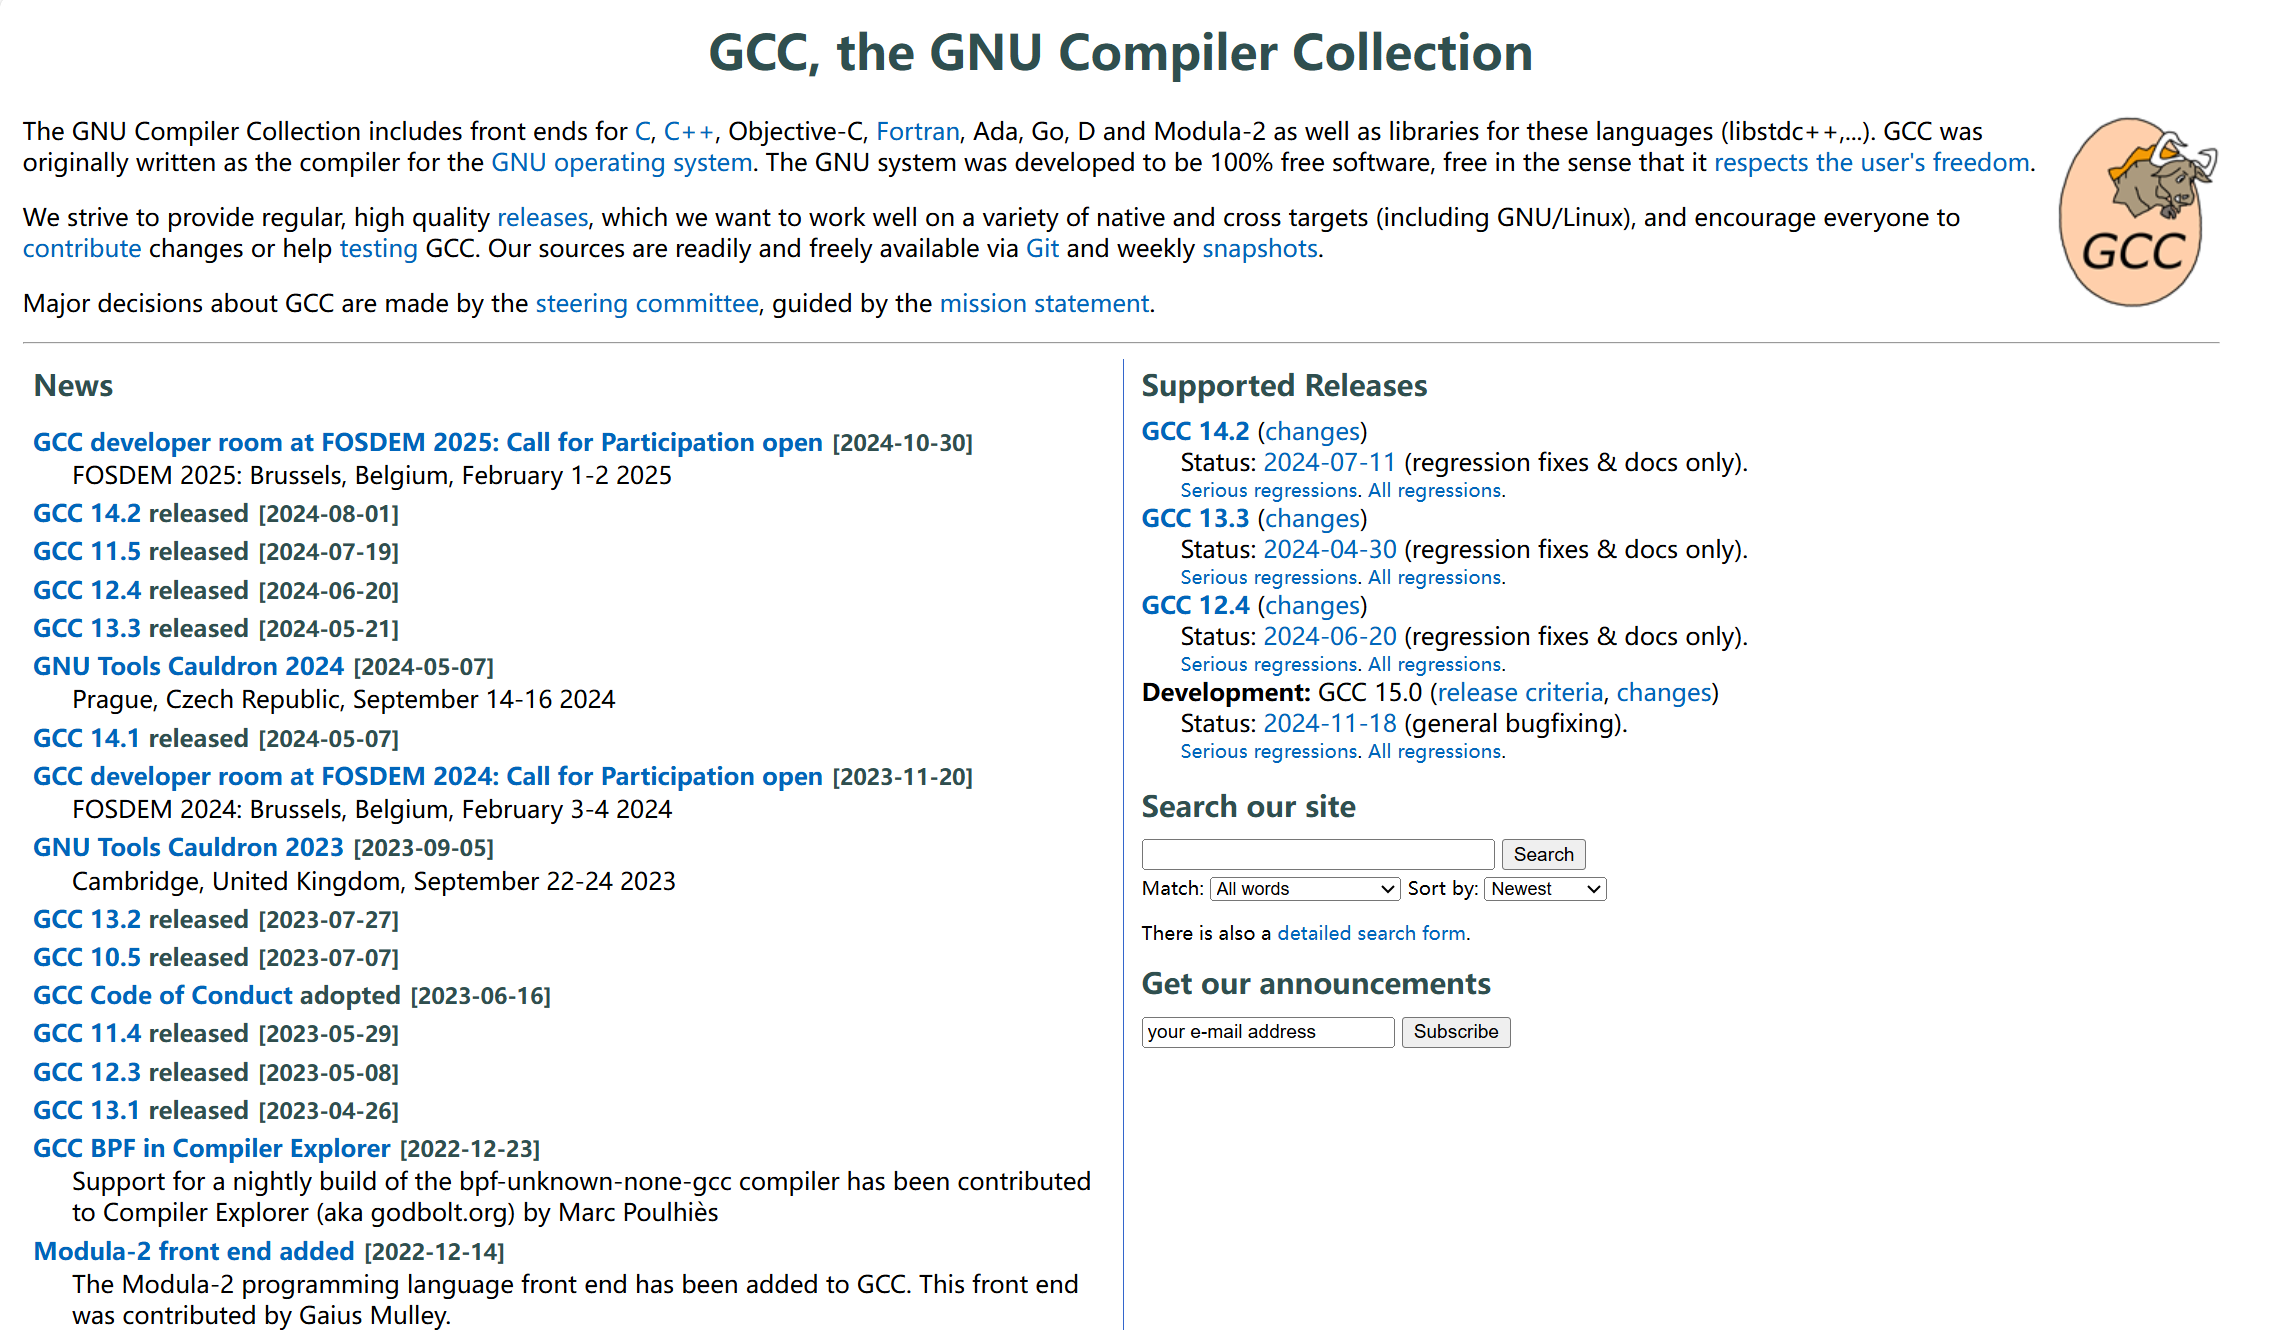 GCC, the GNU Compiler Collection
The GNU Compiler Collection includes front ends for C, C++, Objective-C, Fortran, Ada, Go, D and Modula-2 as well as libraries for these languages (libstdc++,...). GCC was
originally written as the compiler for the GNU operating system. The GNU system was developed to be 100% free software, free in the sense that it respects the user's freedom.
We strive to provide regular, high quality releases, which we want to work well on a variety of native and cross targets (including GNU/Linux), and encourage everyone to
contribute changes or help testing GCC. Our sources are readily and freely available via Git and weekly snapshots.
Major decisions about GCC are made by the steering committee, guided by the mission statement.
GCC
News
GCC developer room at FOSDEM 2025: Call for Participation open [2024-10-30]
FOSDEM 2025: Brussels, Belgium, February 1-2 2025
GCC 14.2 released [2024-08-01]
GCC 11.5 released [2024-07-19]
GCC 12.4 released [2024-06-20]
GCC 13.3 released [2024-05-21]
GNU Tools Cauldron 2024 [2024-05-07]
Prague, Czech Republic, September 14-16 2024
GCC 14.1 released [2024-05-07]
GCC developer room at FOSDEM 2024: Call for Participation open [2023-11-20]
FOSDEM 2024: Brussels, Belgium, February 3-4 2024
GNU Tools Cauldron 2023 [2023-09-05]
Cambridge, United Kingdom, September 22-24 2023
GCC 13.2 released [2023-07-27]
GCC 10.5 released [2023-07-07]
GCC Code of Conduct adopted [2023-06-16]
GCC 11.4 released [2023-05-29]
GCC 12.3 released [2023-05-08]
GCC 13.1 released [2023-04-26]
GCC BPF in Compiler Explorer [2022-12-23]
Support for a nightly build of the bpf-unknown-none-gcc compiler has been contributed
to Compiler Explorer (aka godbolt.org) by Marc Poulhiès
Modula-2 front end added [2022-12-14]
The Modula-2 programming language front end has been added to GCC. This front end
was contributed by Gaius Mulley.
Supported Releases
GCC 14.2 (changes)
Status: 2024-07-11 (regression fixes & docs only).
Serious regressions. All regressions.
GCC 13.3 (changes)
Status: 2024-04-30 (regression fixes & docs only).
Serious regressions. All regressions.
GCC 12.4 (changes)
Status: 2024-06-20 (regression fixes & docs only).
Serious regressions. All regressions.
Development: GCC 15.0 (release criteria, changes)
Status: 2024-11-18 (general bugfixing).
Serious regressions. All regressions.
Search our site
Search
Match: All words Sort by: Newest
There is also a detailed search form.
Get our announcements
your e-mail address Subscribe